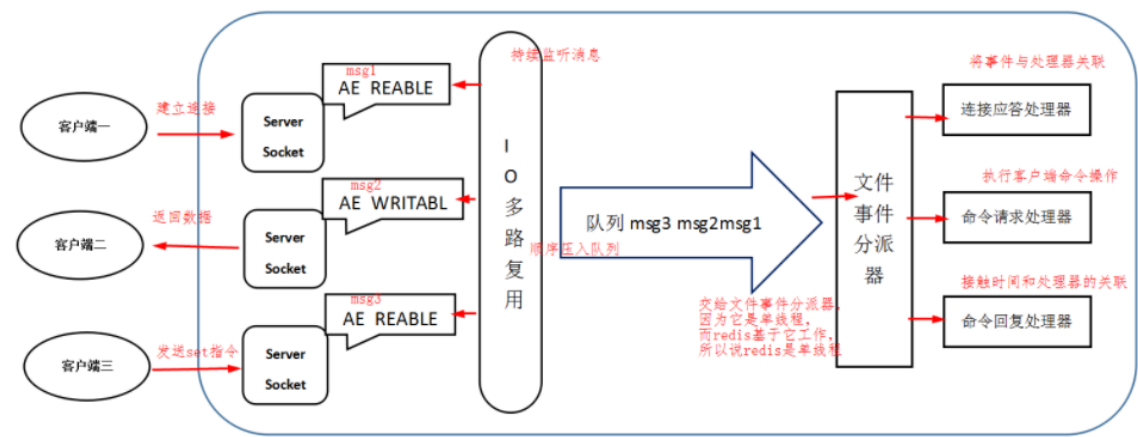 持续监听消息
msg1
AE READABLE
建立连接
客户端一
Server
Socket
msg2
AE WRITABL
返回数据
客户端二
Server
Socket
msg3
AE REABLE
发送set指令
客户端三
Server
Socket
I
O
多
路
复
用
顺序压入队列
队列 msg3 msg2msg1
交给文件事件分派器,
因为它是单线程,
而redis基于它工作,
所以说redis是单线程
文件
事件
分派
器
将事件与处理器关联
连接应答处理器
执行客户端命令操作
命令请求处理器
接触时间和处理器的关联
命令回复处理器